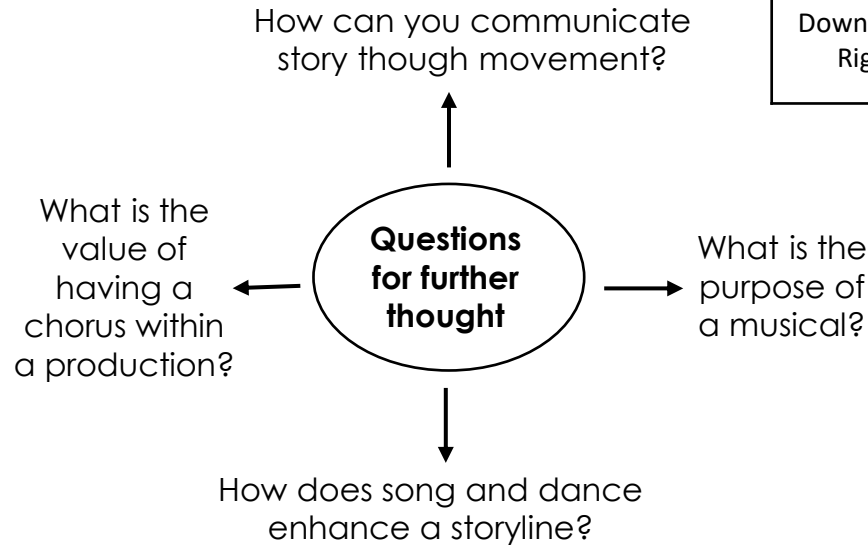 How can you communicate
story though movement?
Down
What is the
value of
having a
chorus within
a production?
Questions
for further
thought
What is the
purpose of
a musical?
How does song and dance
enhance a storyline?